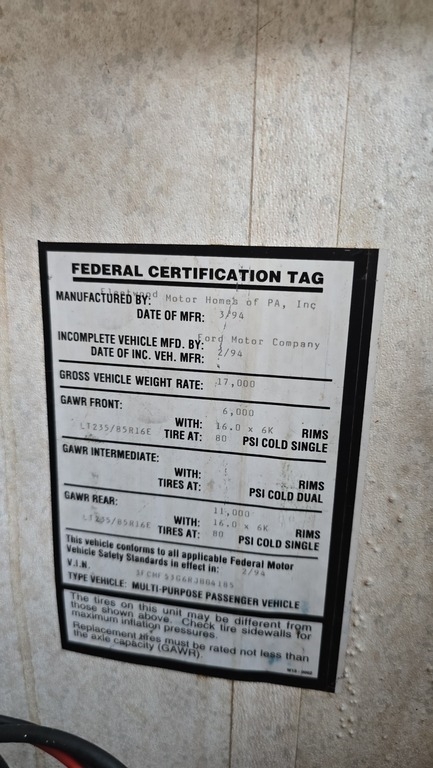 FEDERAL CERTIFICATION TAG
MANUFACTURED BY: Fleetwood Motor Homes of PA, Inc
DATE OF MFR: 3/94
INCOMPLETE VEHICLE MFD. BY: Ford Motor Company
DATE OF INC. VEH. MFR: 2/94
GROSS VEHICLE WEIGHT RATE: 17,000
GAWR FRONT: 6,000
WITH: 16.0 x 6K RIMS
LT235/85R16E TIRE AT: 80 PSI COLD SINGLE
GAWR INTERMEDIATE:
WITH: RIMS
TIRES AT: PSI COLD DUAL
GAWR REAR: 11,000
WITH: 16.0 x 6K RIMS
LT235/85R16E TIRES AT: 80 PSI COLD SINGLE
This vehicle conforms to all applicable Federal Motor
Vehicle Safety Standards in effect in: 2/94
V.I.N.
TYPE VEHICLE: MULTI-PURPOSE PASSENGER VEHICLE
The tires on this unit may be different from
those shown above. Check tire sidewalls for
maximum inflation pressures.
Replacement tires must be rated not less than
the axle capacity (GAWR).